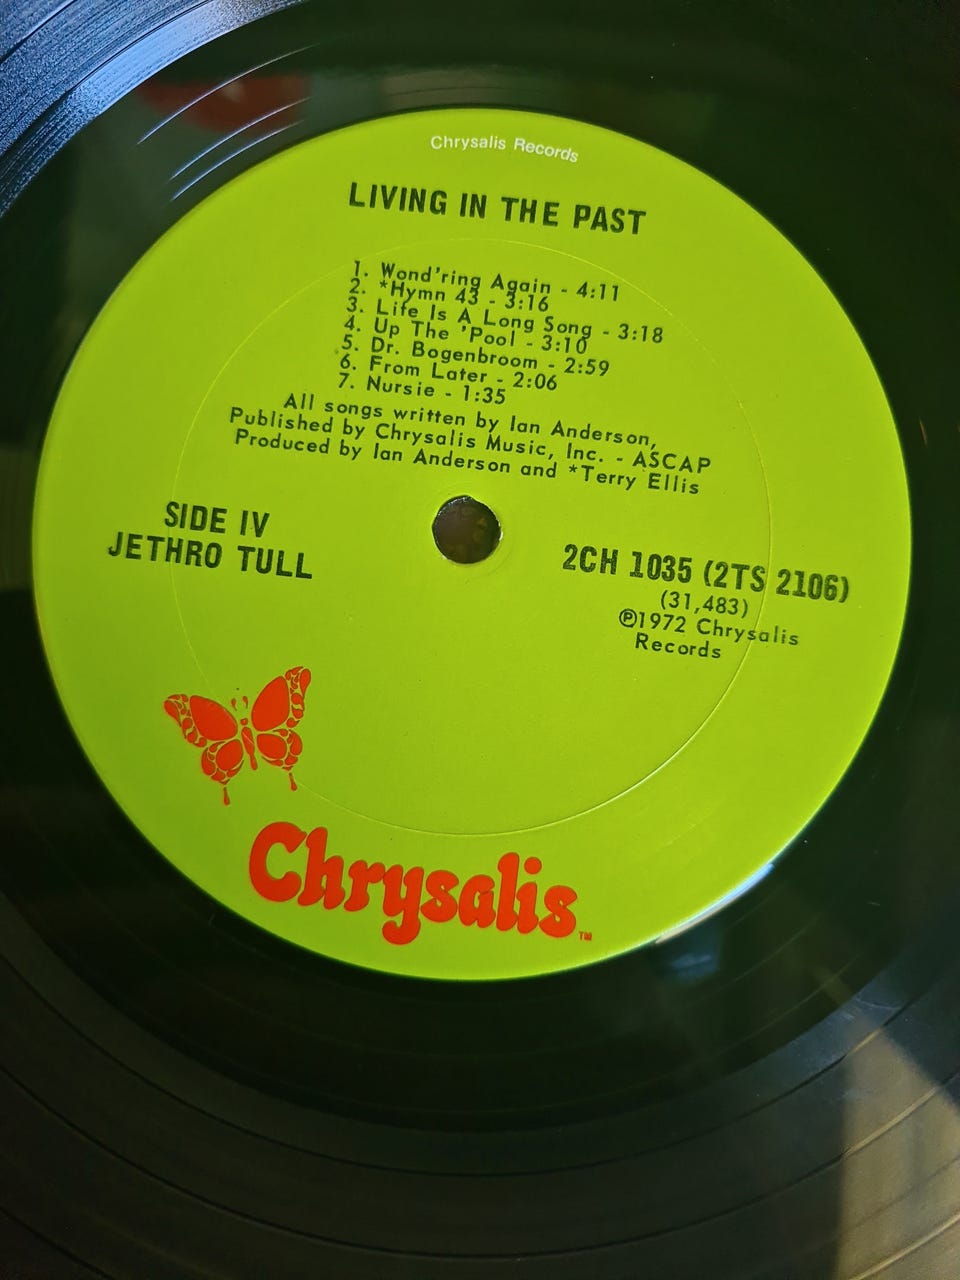 Chrysalis Records
LIVING IN THE PAST
1. Wond'ring Again - 4:11
2. *Hymn 43 - 3:16
3. Life Is A Long Song - 3:18
4. Up The 'Pool - 3:10
5. Dr. Bogenbroom - 2:59
6. From Later - 2:06
7. Nursie - 1:35
All songs written by Ian Anderson,
Published by Chrysalis Music, Inc. - ASCAP
Produced by Ian Anderson and *Terry Ellis
SIDE IV
JETHRO TULL
2CH 1035 (2TS 2106)
(31,483)
℗1972 Chrysalis
Records
Chrysalis™